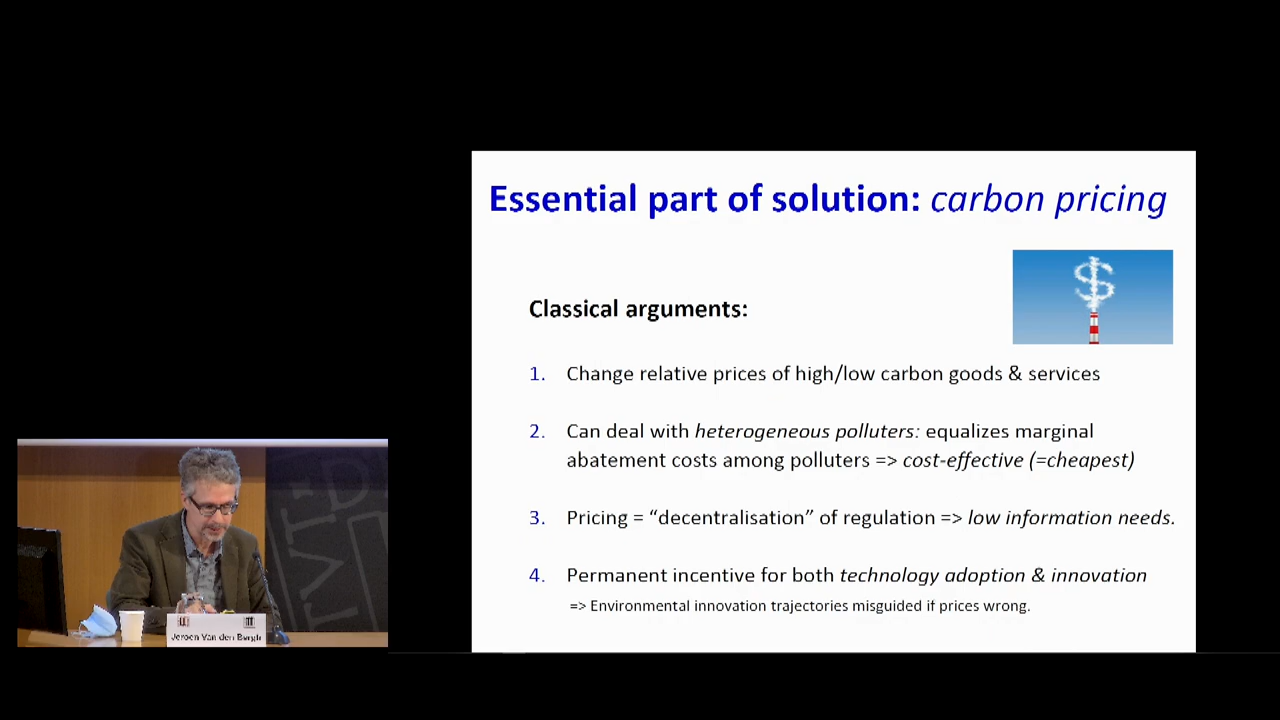 Essential part of solution: carbon pricing
$
Classical arguments:
1. Change relative prices of high/low carbon goods & services
2. Can deal with heterogeneous polluters: equalizes marginal
abatement costs among polluters => cost-effective (=cheapest)
3. Pricing = “decentralisation” of regulation => low information needs.
4. Permanent incentive for both technology adoption & innovation
=> Environmental innovation trajectories misguided if prices wrong.
Jeroen Van den Bergh